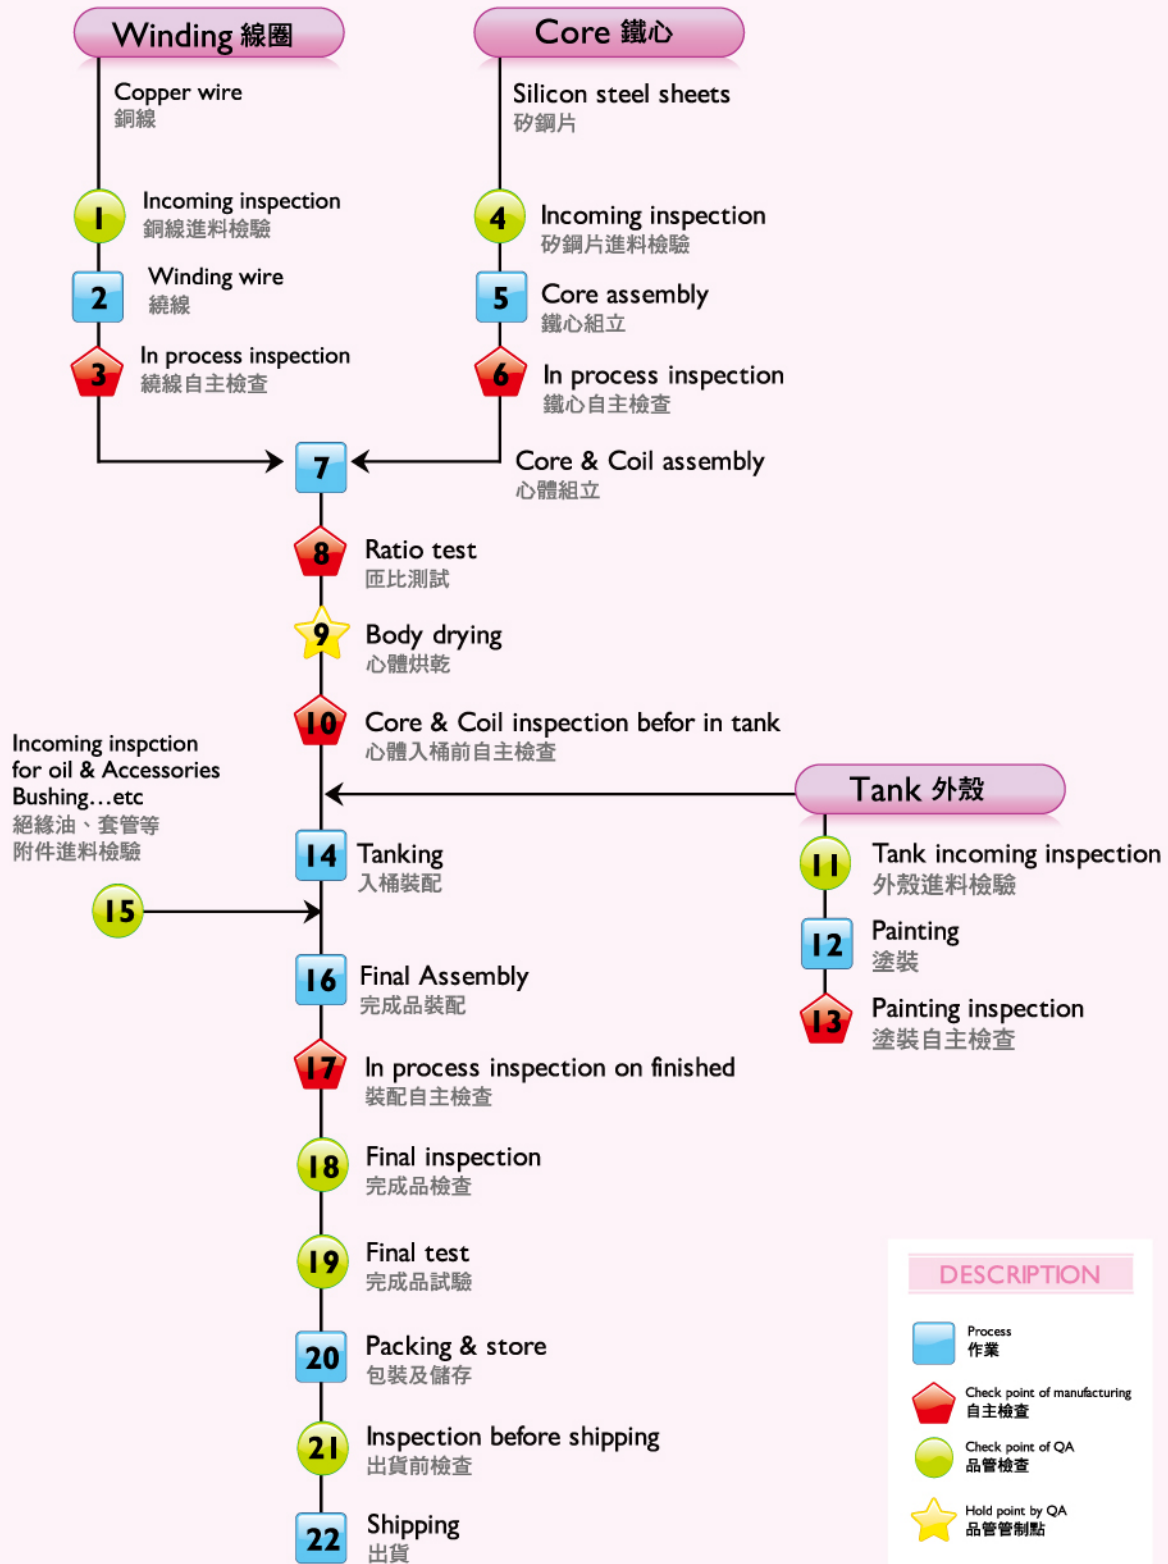 Winding 線圈
Copper wire
銅線
1
Incoming inspection
銅線進料檢驗
2
Winding wire
繞線
3
In process inspection
繞線自主檢查
Core 鐵心
Silicon steel sheets
矽鋼片
4
Incoming inspection
矽鋼片進料檢驗
5
Core assembly
鐵心組立
6
In process inspection
鐵心自主檢查
7
Core & Coil assembly
心體組立
8
Ratio test
匝比測試
9
Body drying
心體烘乾
10
Core & Coil inspection befor in tank
心體入桶前自主檢查
Tank 外殼
11
Tank incoming inspection
外殼進料檢驗
12
Painting
塗裝
13
Painting inspection
塗裝自主檢查
14
Tanking
入桶裝配
Incoming inspction
for oil & Accessories
Bushing...etc
絕緣油、套管等
附件進料檢驗
15
16
Final Assembly
完成品裝配
17
In process inspection on finished
裝配自主檢查
18
Final inspection
完成品檢查
19
Final test
完成品試驗
20
Packing & store
包裝及儲存
21
Inspection before shipping
出貨前檢查
22
Shipping
出貨
DESCRIPTION
Process
作業
Check point of manufacturing
自主檢查
Check point of QA
品管檢查
Hold point by QA
品管管制點